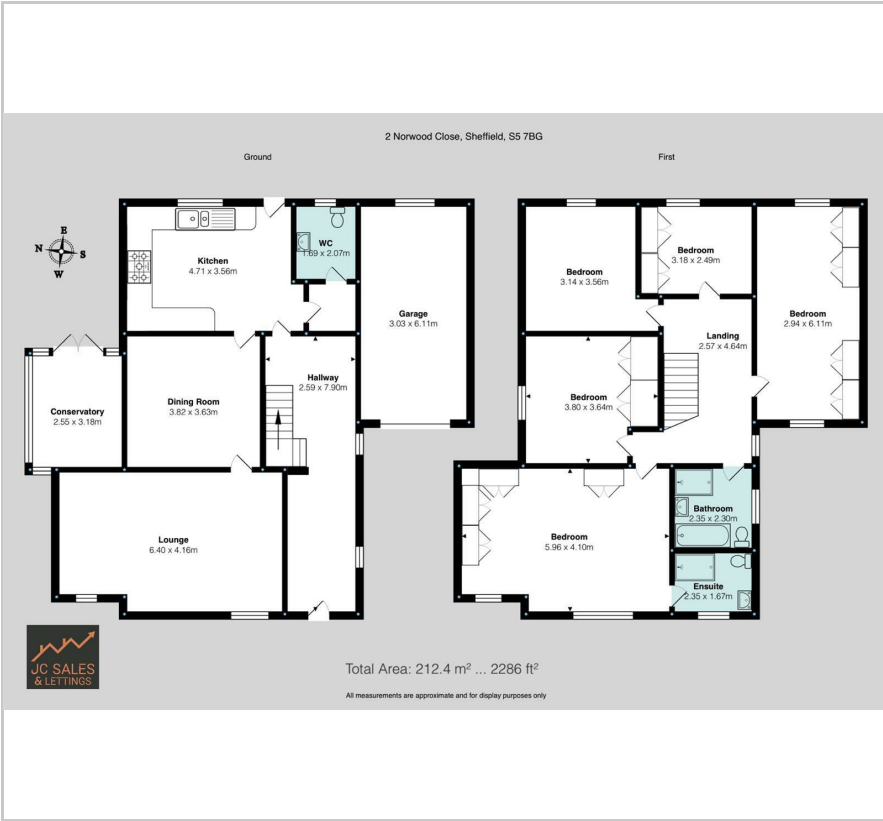 2 Norwood Close, Sheffield, S5 7BG
Ground
First
E
N
S
W
Kitchen
4.71 x 3.56m
WC
1.69 x 2.07m
Garage
3.03 x 6.11m
Hallway
2.59 x 7.90m
Dining Room
3.82 x 3.63m
Conservatory
2.55 x 3.18m
Lounge
6.40 x 4.16m
Bedroom
3.14 x 3.56m
Bedroom
3.18 x 2.49m
Bedroom
2.94 x 6.11m
Landing
2.57 x 4.64m
Bedroom
3.80 x 3.64m
Bedroom
5.96 x 4.10m
Bathroom
2.35 x 2.30m
Ensuite
2.35 x 1.67m
JC SALES
& LETTINGS
Total Area: 212.4 m² ... 2286 ft²
All measurements are approximate and for display purposes only